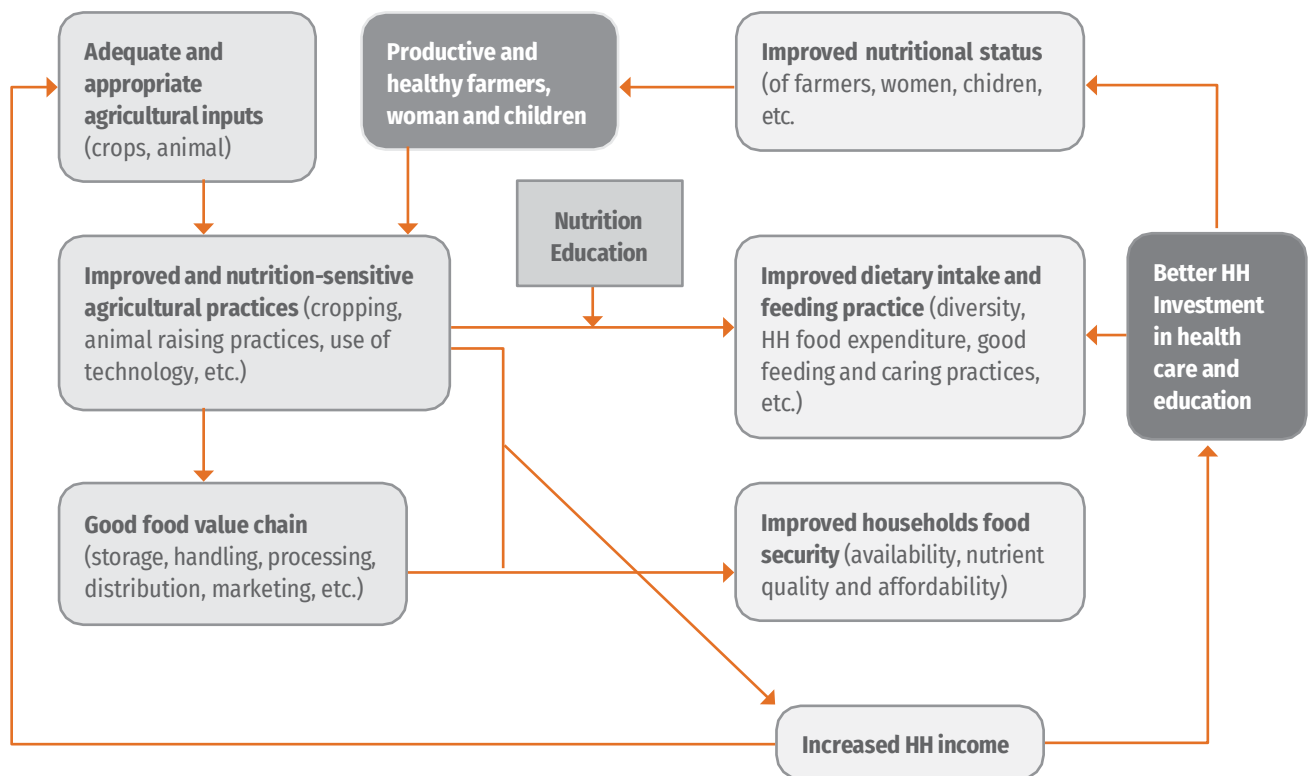 Adequate and
appropriate
agricultural inputs
(crops, animal)
Productive and
healthy farmers,
woman and children
Improved nutritional status
(of farmers, women, chidren,
etc.
Nutrition
Education
Improved and nutrition-sensitive
agricultural practices (cropping,
animal raising practices, use of
technology, etc.)
Improved dietary intake and
feeding practice (diversity,
HH food expenditure, good
feeding and caring practices,
etc.)
Better HH
Investment
in health
care and
education
Good food value chain
(storage, handling, processing,
distribution, marketing, etc.)
Improved households food
security (availability, nutrient
quality and affordability)
Increased HH income